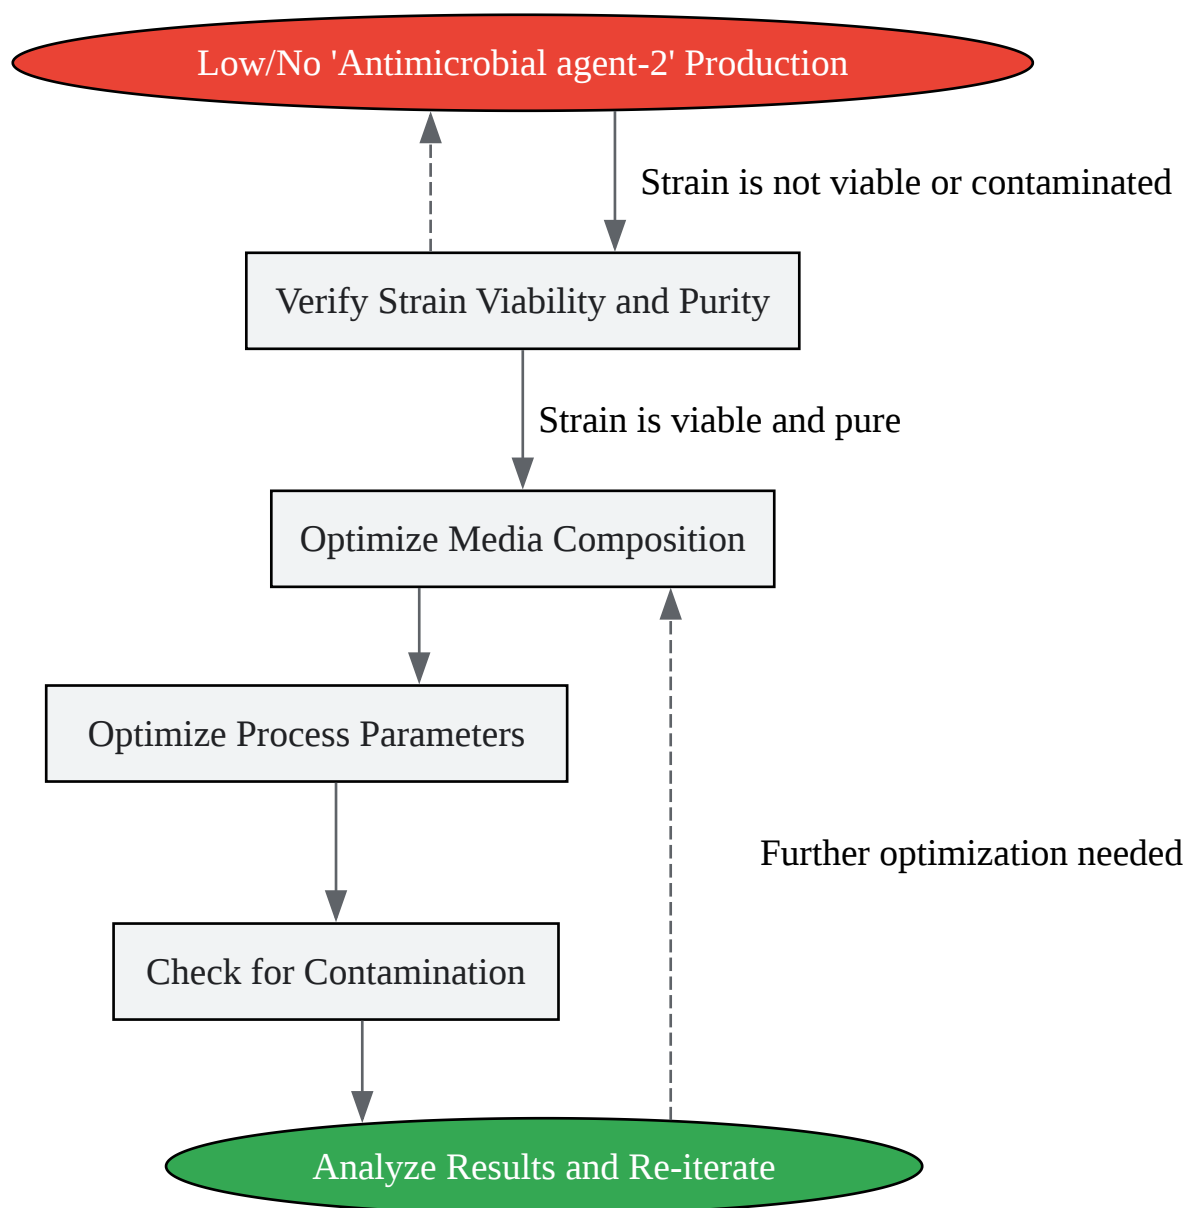 Low/No 'Antimicrobial agent-2' Production
Strain is not viable or contaminated
Verify Strain Viability and Purity
Strain is viable and pure
Optimize Media Composition
Optimize Process Parameters
Further optimization needed
Check for Contamination
Analyze Results and Re-iterate